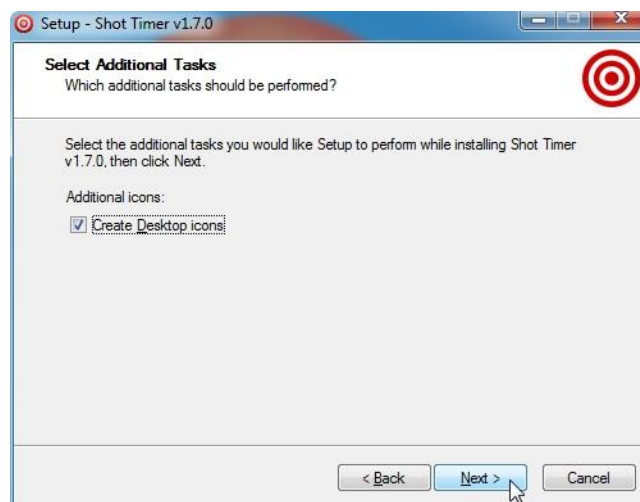 Setup - Shot Timer v1.7.0
Select Additional Tasks
Which additional tasks should be performed?
Select the additional tasks you would like Setup to perform while installing Shot Timer
v1.7.0, then click Next.
Additional icons:
Create Desktop icons
< Back Next > Cancel